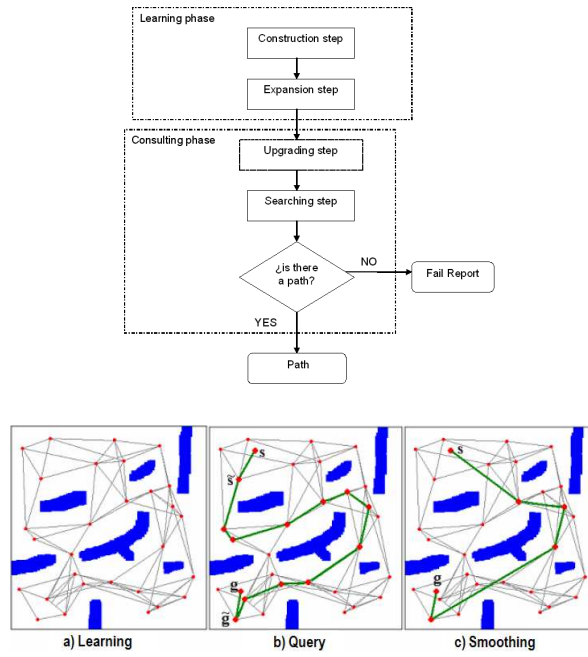 Learning phase
Construction step
Expansion step
Consulting phase
Upgrading step
Searching step
¿is there
a path?
NO
Fail Report
YES
Path
s
s̃
g
g̃
s
g
a) Learning
b) Query
c) Smoothing